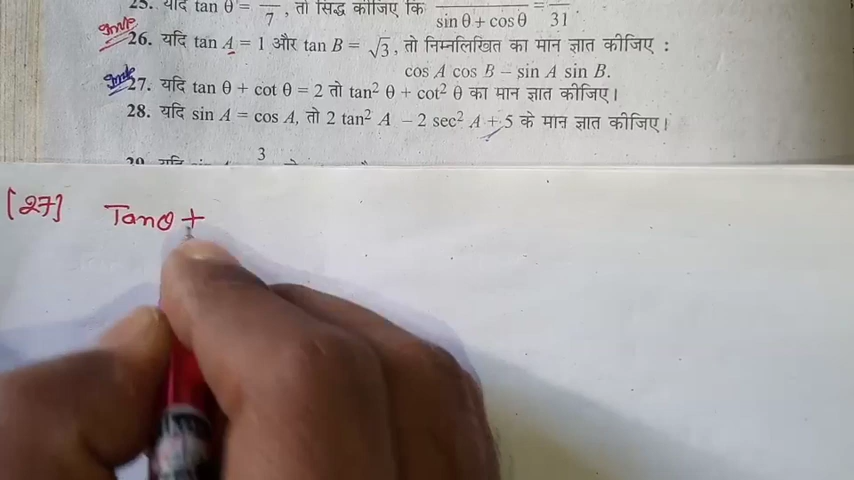 25. यदि tan θ = /7, तो सिद्ध कीजिए कि /(sin θ + cos θ) = /31
Imp
26. यदि tan A = 1 और tan B = √3, तो निम्नलिखित का मान ज्ञात कीजिए :
cos A cos B – sin A sin B.
Imp
27. यदि tan θ + cot θ = 2 तो tan² θ + cot² θ का मान ज्ञात कीजिए।
28. यदि sin A = cos A, तो 2 tan² A – 2 sec² A + 5 के मान ज्ञात कीजिए।
29. यदि 3
[27] Tanθ +